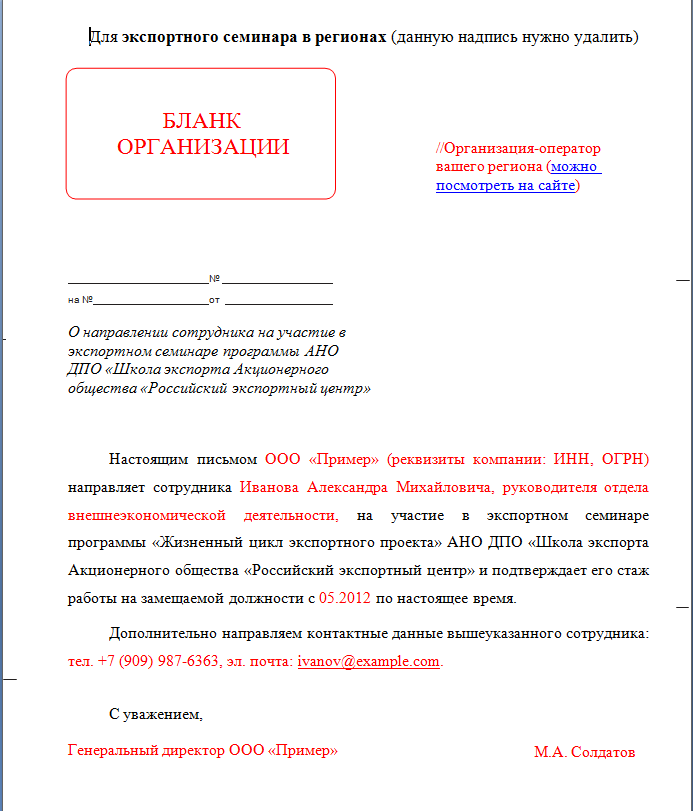 Для экспортного семинара в регионах (данную надпись нужно удалить)
БЛАНК
ОРГАНИЗАЦИИ
//Организация-оператор
вашего региона (можно
посмотреть на сайте)
____________________№ ________________
на №____________________от ________________
О направлении сотрудника на участие в
экспортном семинаре программы АНО
ДПО «Школа экспорта Акционерного
общества «Российский экспортный центр»
Настоящим письмом ООО «Пример» (реквизиты компании: ИНН, ОГРН)
направляет сотрудника Иванова Александра Михайловича, руководителя отдела
внешнеэкономической деятельности, на участие в экспортном семинаре
программы «Жизненный цикл экспортного проекта» АНО ДПО «Школа экспорта
Акционерного общества «Российский экспортный центр» и подтверждает его стаж
работы на замещаемой должности с 05.2012 по настоящее время.
Дополнительно направляем контактные данные вышеуказанного сотрудника:
тел. +7 (909) 987-6363, эл. почта: ivanov@example.com.
С уважением,
Генеральный директор ООО «Пример» М.А. Солдатов